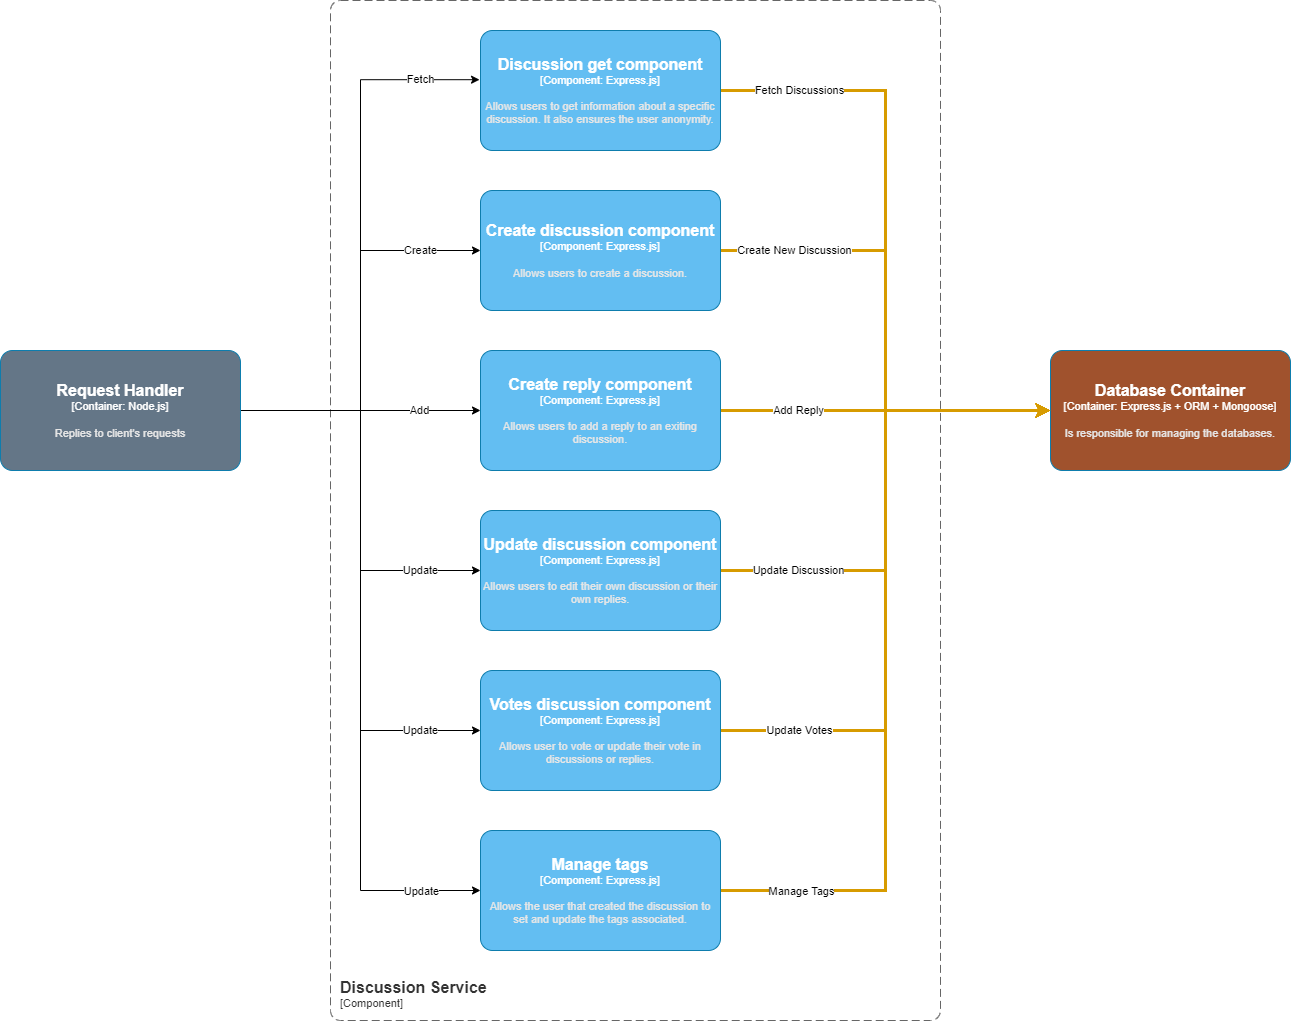 Discussion get component
[Component: Express.js]
Allows users to get information about a specific
discussion. It also ensures the user anonymity.
Fetch
Fetch Discussions
Create discussion component
[Component: Express.js]
Allows users to create a discussion.
Create
Create New Discussion
Request Handler
[Container: Node.js]
Replies to client's requests
Add
Create reply component
[Component: Express.js]
Allows users to add a reply to an exiting
discussion.
Add Reply
Database Container
[Container: Express.js + ORM + Mongoose]
Is responsible for managing the databases.
Update
Update discussion component
[Component: Express.js]
Allows users to edit their own discussion or their
own replies.
Update Discussion
Update
Votes discussion component
[Component: Express.js]
Allows user to vote or update their vote in
discussions or replies.
Update Votes
Update
Manage tags
[Component: Express.js]
Allows the user that created the discussion to
set and update the tags associated.
Manage Tags
Discussion Service
[Component]